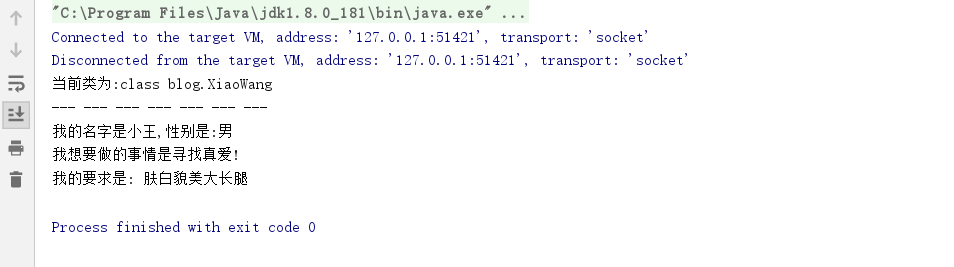 "C:\Program Files\Java\jdk1.8.0_181\bin\java.exe" ...
Connected to the target VM, address: '127.0.0.1:51421', transport: 'socket'
Disconnected from the target VM, address: '127.0.0.1:51421', transport: 'socket'
当前类为:class blog.XiaoWang
--- --- --- --- --- --- ---
我的名字是小王,性别是:男
我想要做的事情是寻找真爱!
我的要求是: 肤白貌美大长腿
Process finished with exit code 0